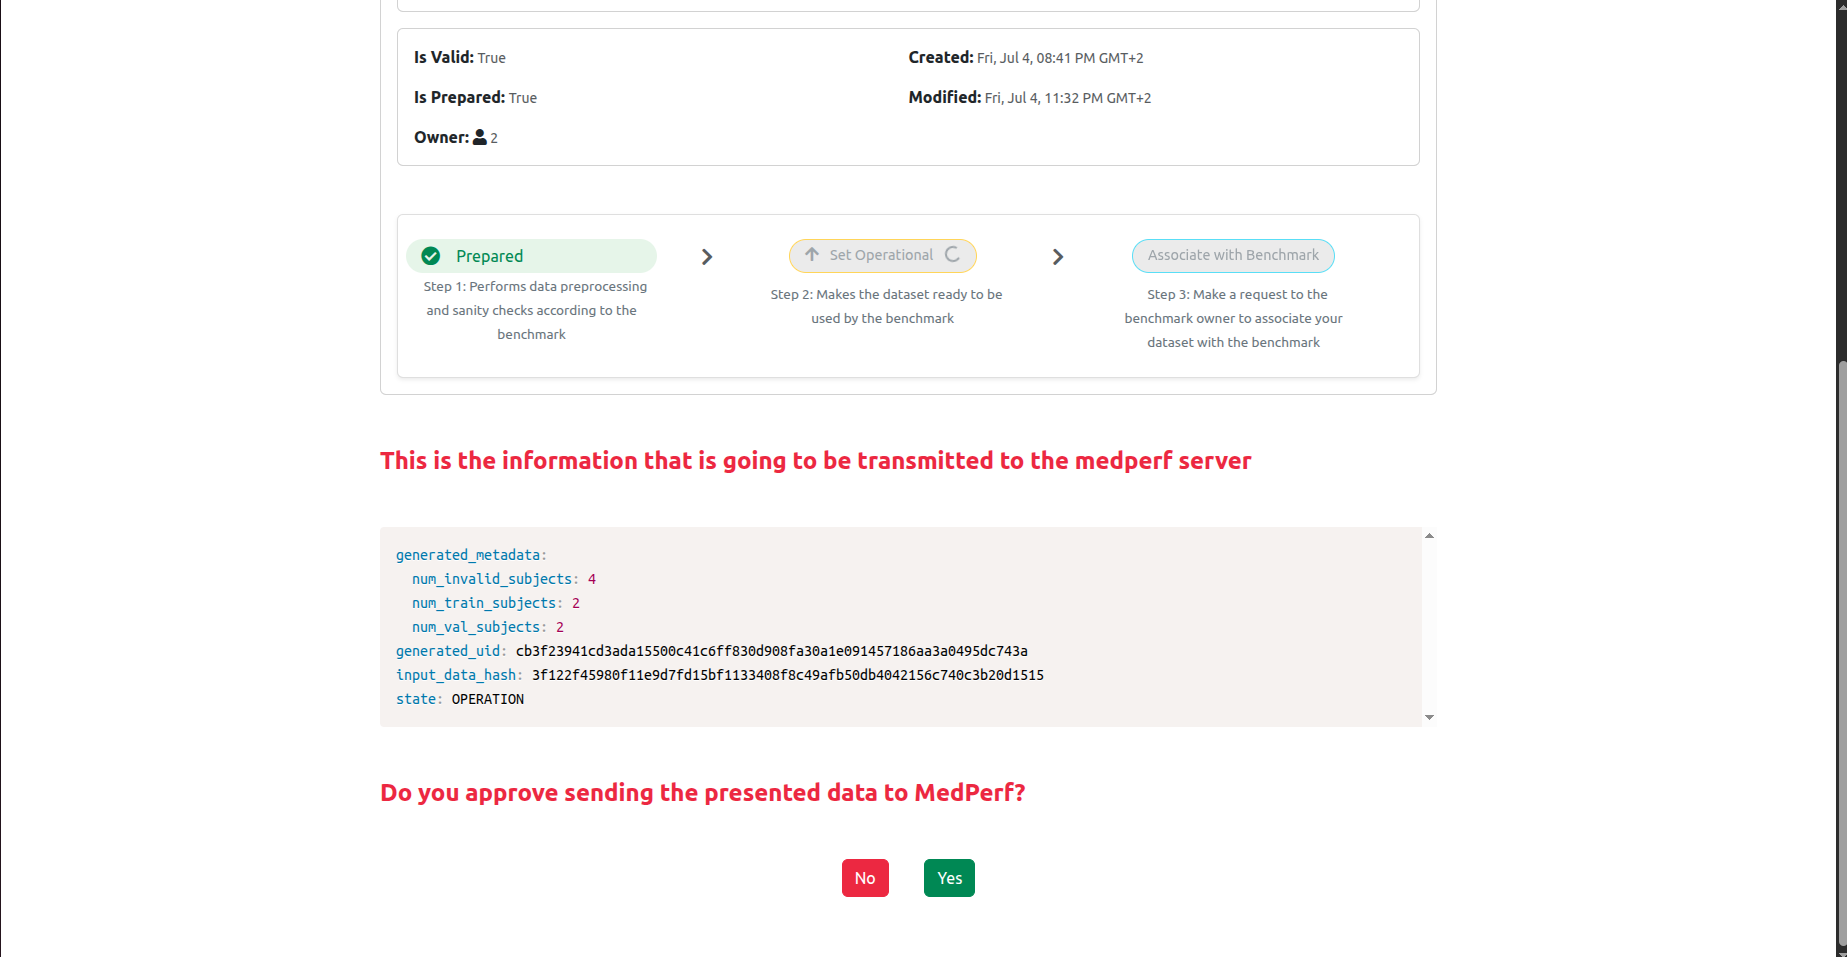 Is Valid: True
Created: Fri, Jul 4, 08:41 PM GMT+2
Is Prepared: True
Modified: Fri, Jul 4, 11:32 PM GMT+2
Owner: 2
Prepared
Step 1: Performs data preprocessing
and sanity checks according to the
benchmark
Set Operational
Step 2: Makes the dataset ready to be
used by the benchmark
Associate with Benchmark
Step 3: Make a request to the
benchmark owner to associate your
dataset with the benchmark
This is the information that is going to be transmitted to the medperf server
generated_metadata:
  num_invalid_subjects: 4
  num_train_subjects: 2
  num_val_subjects: 2
generated_uid: cb3f23941cd3ada15500c41c6ff830d908fa30a1e091457186aa3a0495dc743a
input_data_hash: 3f122f45980f11e9d7fd15bf1133408f8c49afb50db4042156c740c3b20d1515
state: OPERATION
Do you approve sending the presented data to MedPerf?
No
Yes